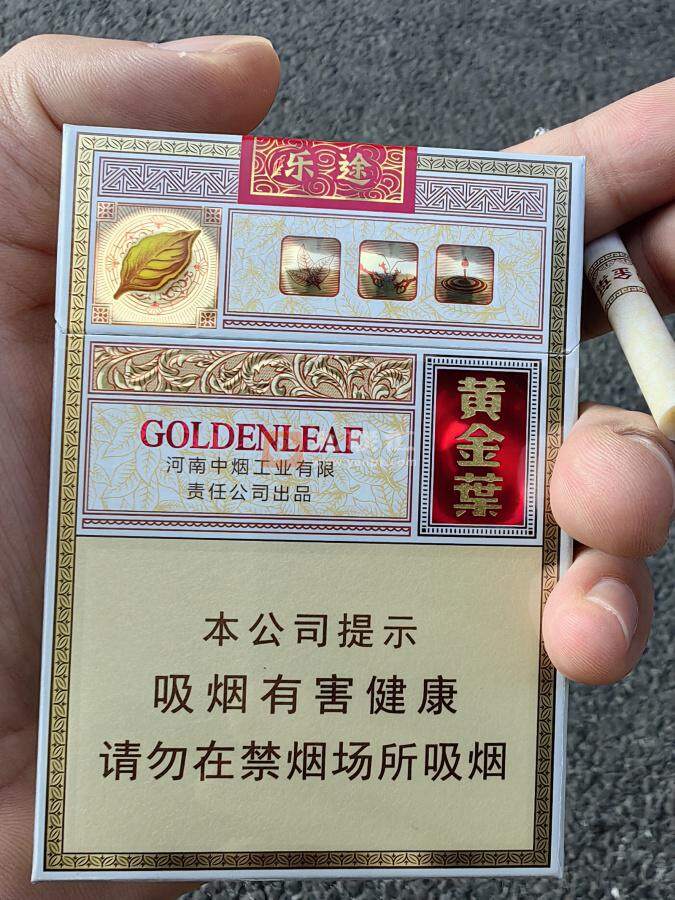 乐途
GOLDENLEAF
河南中烟工业有限
责任公司出品
黄金葉
本公司提示
吸烟有害健康
请勿在禁烟场所吸烟